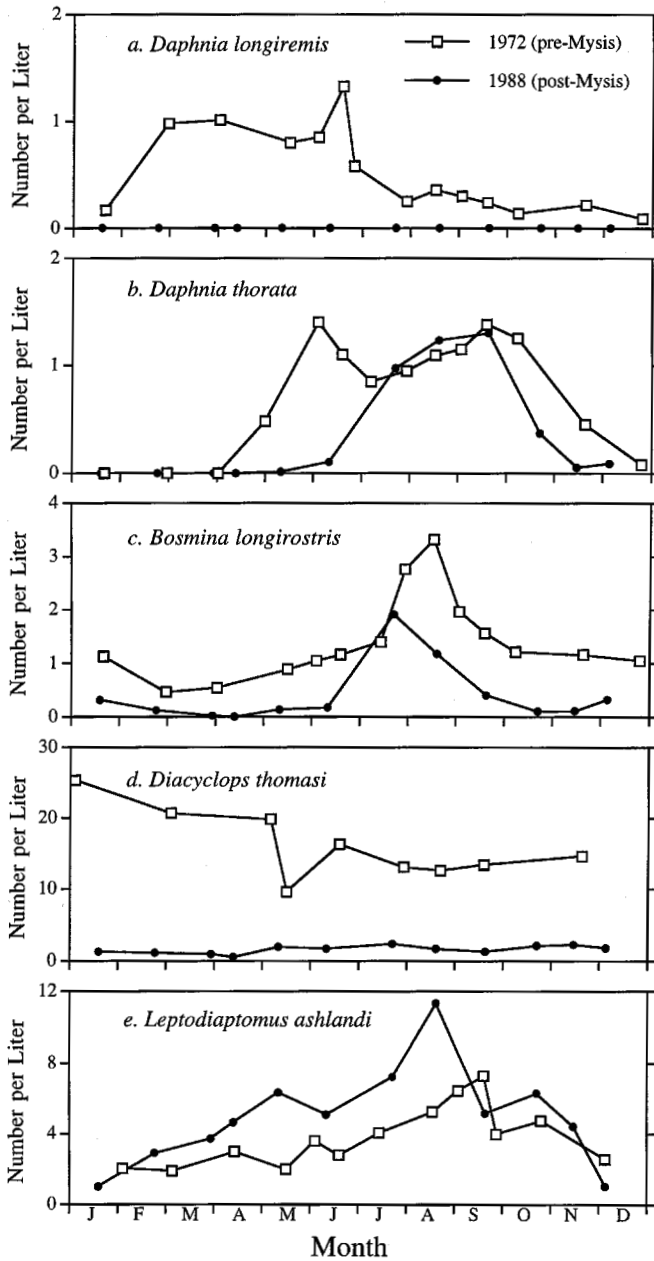 2
a. Daphnia longiremis
1972 (pre-Mysis)
1988 (post-Mysis)
1
0
Number per Liter
2
b. Daphnia thorata
1
0
Number per Liter
4
c. Bosmina longirostris
3
2
1
0
Number per Liter
30
d. Diacyclops thomasi
20
10
0
Number per Liter
12
e. Leptodiaptomus ashlandi
8
4
0
Number per Liter
J F M A M J J A S O N D
Month